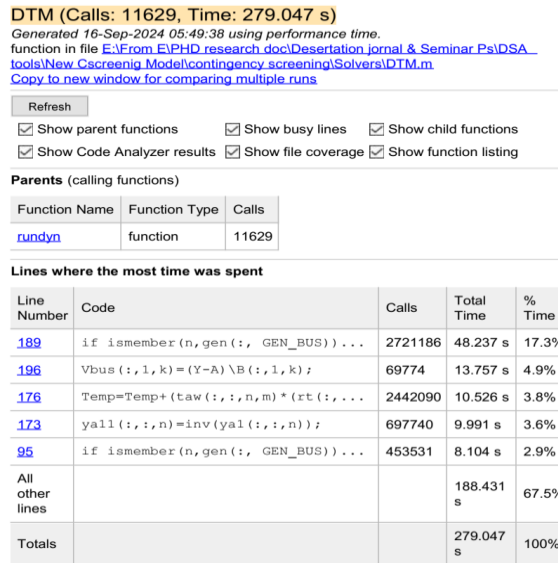 DTM (Calls: 11629, Time: 279.047 s)
Generated 16-Sep-2024 05:49:38 using performance time.
function in file E:\From E\PHD research doc\Desertation jornal & Seminar Ps\DSA
tools\New Cscreenig Model\contingency screening\Solvers\DTM.m
Copy to new window for comparing multiple runs
Refresh
Show parent functions Show busy lines Show child functions
Show Code Analyzer results Show file coverage Show function listing
Parents (calling functions)
Function Name Function Type Calls
rundyn function 11629
Lines where the most time was spent
Line Number Code Calls Total Time % Time
189 if ismember(n,gen(:, GEN_BUS))... 2721186 48.237 s 17.3%
196 Vbus(:,1,k)=(Y-A)\B(:,1,k); 69774 13.757 s 4.9%
176 Temp=Temp+(taw(:,:,n,m)*(rt(:,... 2442090 10.526 s 3.8%
173 yall(:,:,n)=inv(yal(:,:,n)); 697740 9.991 s 3.6%
95 if ismember(n,gen(:, GEN_BUS))... 453531 8.104 s 2.9%
All other lines 188.431 s 67.5%
Totals 279.047 s 100%